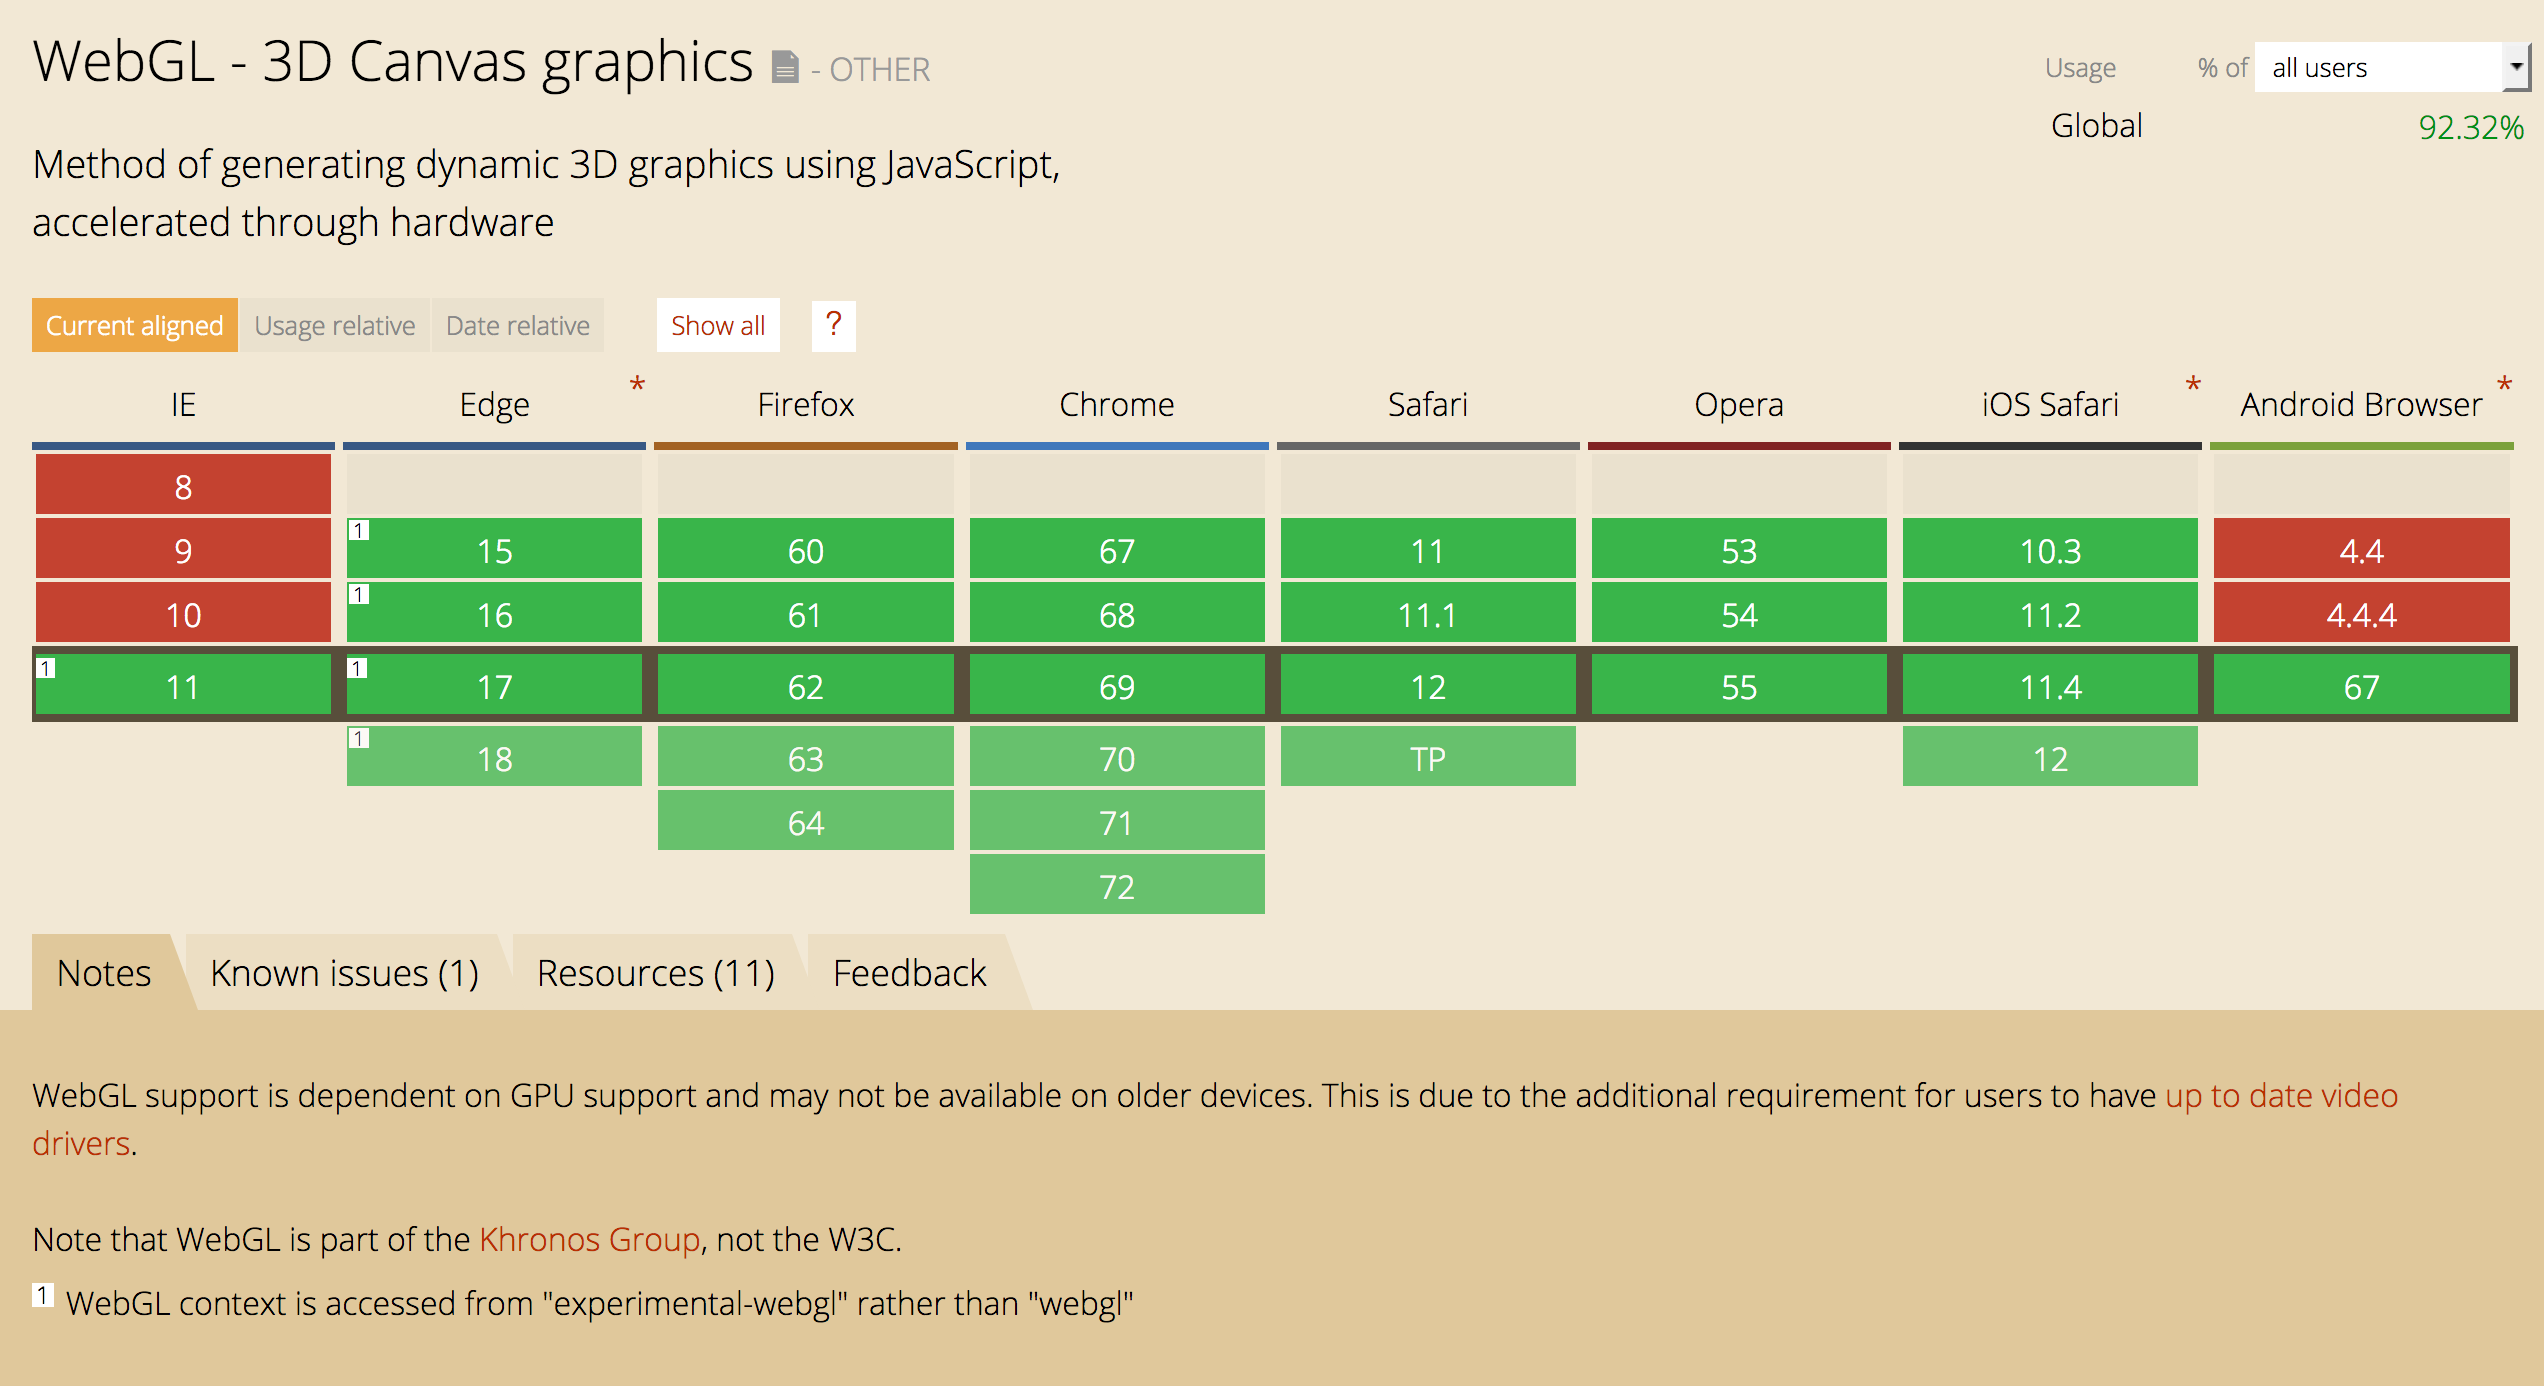 WebGL - 3D Canvas graphics - OTHER
Usage % of all users
Global 92.32%
Method of generating dynamic 3D graphics using JavaScript,
accelerated through hardware
Current aligned Usage relative Date relative Show all ?
IE Edge * Firefox Chrome Safari Opera iOS Safari * Android Browser *
8
9 1 15 60 67 11 53 10.3 4.4
10 1 16 61 68 11.1 54 11.2 4.4.4
1 11 1 17 62 69 12 55 11.4 67
1 18 63 70 TP 12
64 71
72
Notes Known issues (1) Resources (11) Feedback
WebGL support is dependent on GPU support and may not be available on older devices. This is due to the additional requirement for users to have up to date video
drivers.
Note that WebGL is part of the Khronos Group, not the W3C.
1 WebGL context is accessed from "experimental-webgl" rather than "webgl"